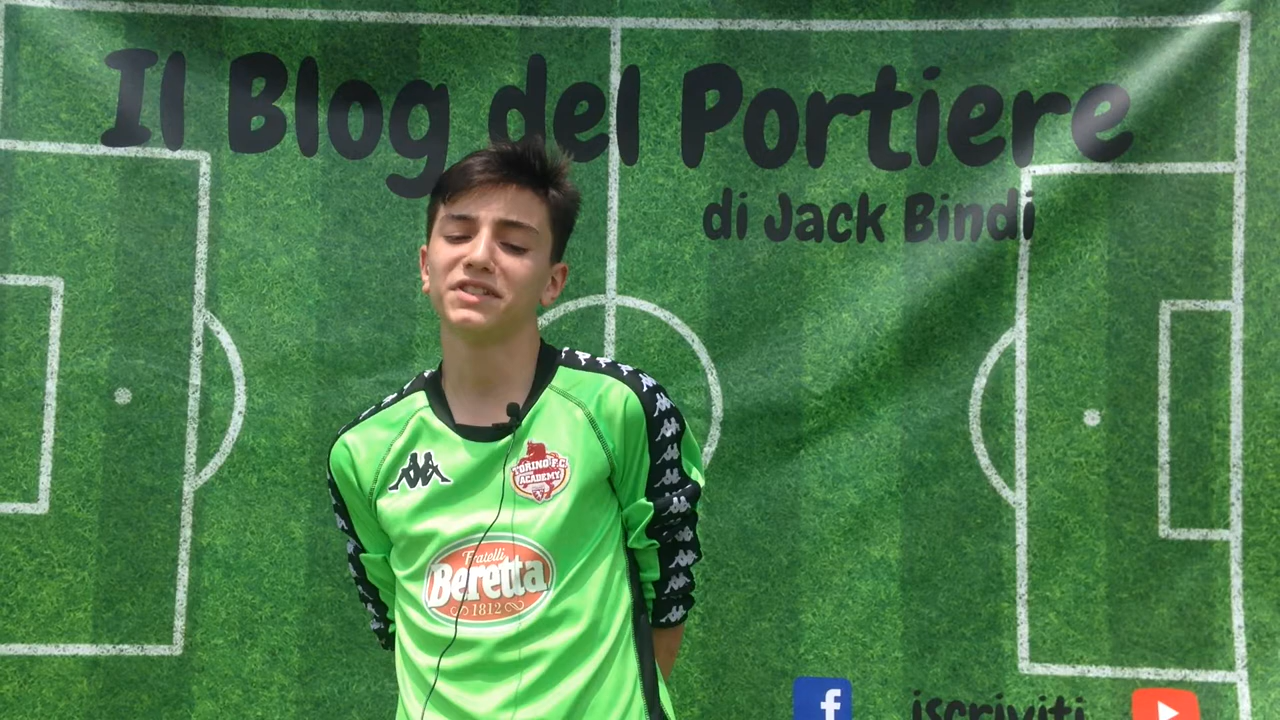 Il Blog del Portiere
di Jack Bindi
TORINO F.C.
ACADEMY
Fratelli
Beretta
1812
f
iscriviti